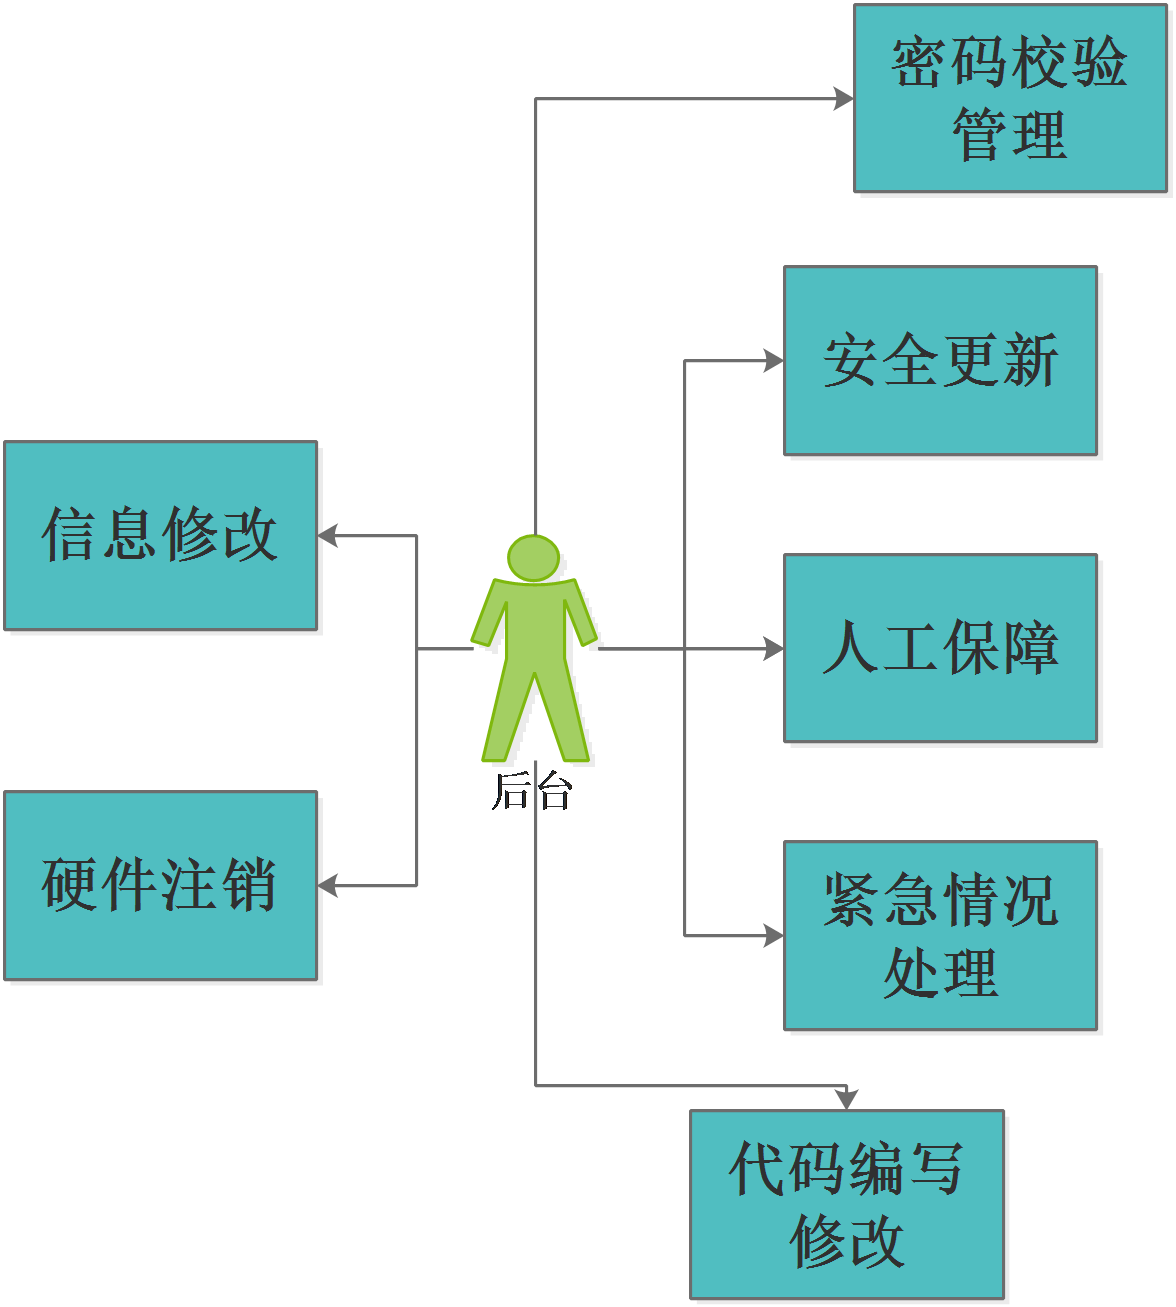 密码校验
管理
安全更新
信息修改
人工保障
后台
硬件注销
紧急情况
处理
代码编写
修改